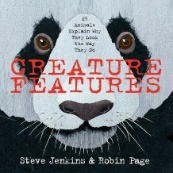 25
Animals
Explain Why
They Look
the Way
They Do
CREATURE
FEATURES
Steve Jenkins & Robin Page